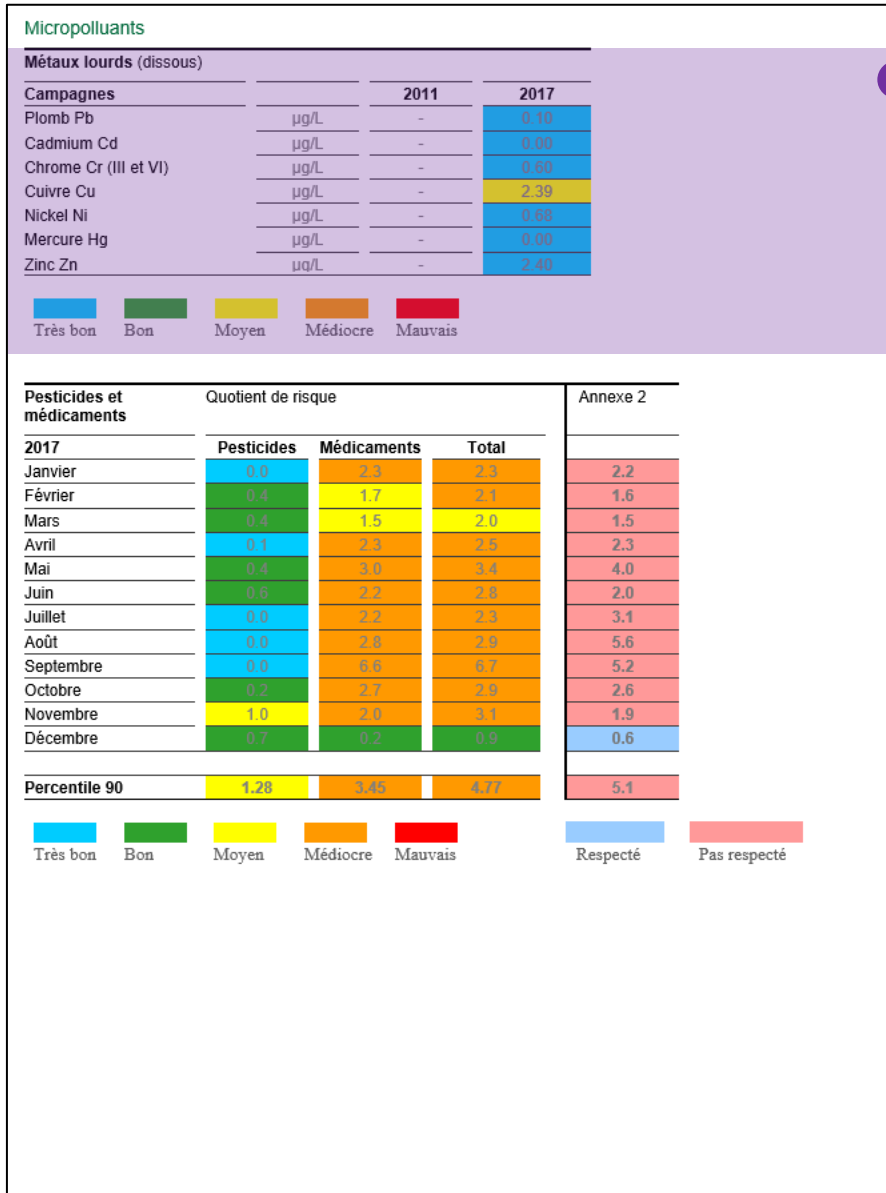 Micropolluants
Métaux lourds (dissous)
Campagnes 2011 2017
Plomb Pb µg/L - 0.10
Cadmium Cd µg/L - 0.00
Chrome Cr (III et VI) µg/L - 0.60
Cuivre Cu µg/L - 2.39
Nickel Ni µg/L - 0.68
Mercure Hg µg/L - 0.00
Zinc Zn µg/L - 2.40
Très bon Bon Moyen Médiocre Mauvais
Pesticides et médicaments Quotient de risque Annexe 2
2017 Pesticides Médicaments Total
Janvier 0.0 2.3 2.3 2.2
Février 0.4 1.7 2.1 1.6
Mars 0.4 1.5 2.0 1.5
Avril 0.1 2.3 2.5 2.3
Mai 0.4 3.0 3.4 4.0
Juin 0.6 2.2 2.8 2.0
Juillet 0.0 2.2 2.3 3.1
Août 0.0 2.8 2.9 5.6
Septembre 0.0 6.6 6.7 5.2
Octobre 0.2 2.7 2.9 2.6
Novembre 1.0 2.0 3.1 1.9
Décembre 0.7 0.2 0.9 0.6
Percentile 90 1.28 3.45 4.77 5.1
Très bon Bon Moyen Médiocre Mauvais Respecté Pas respecté